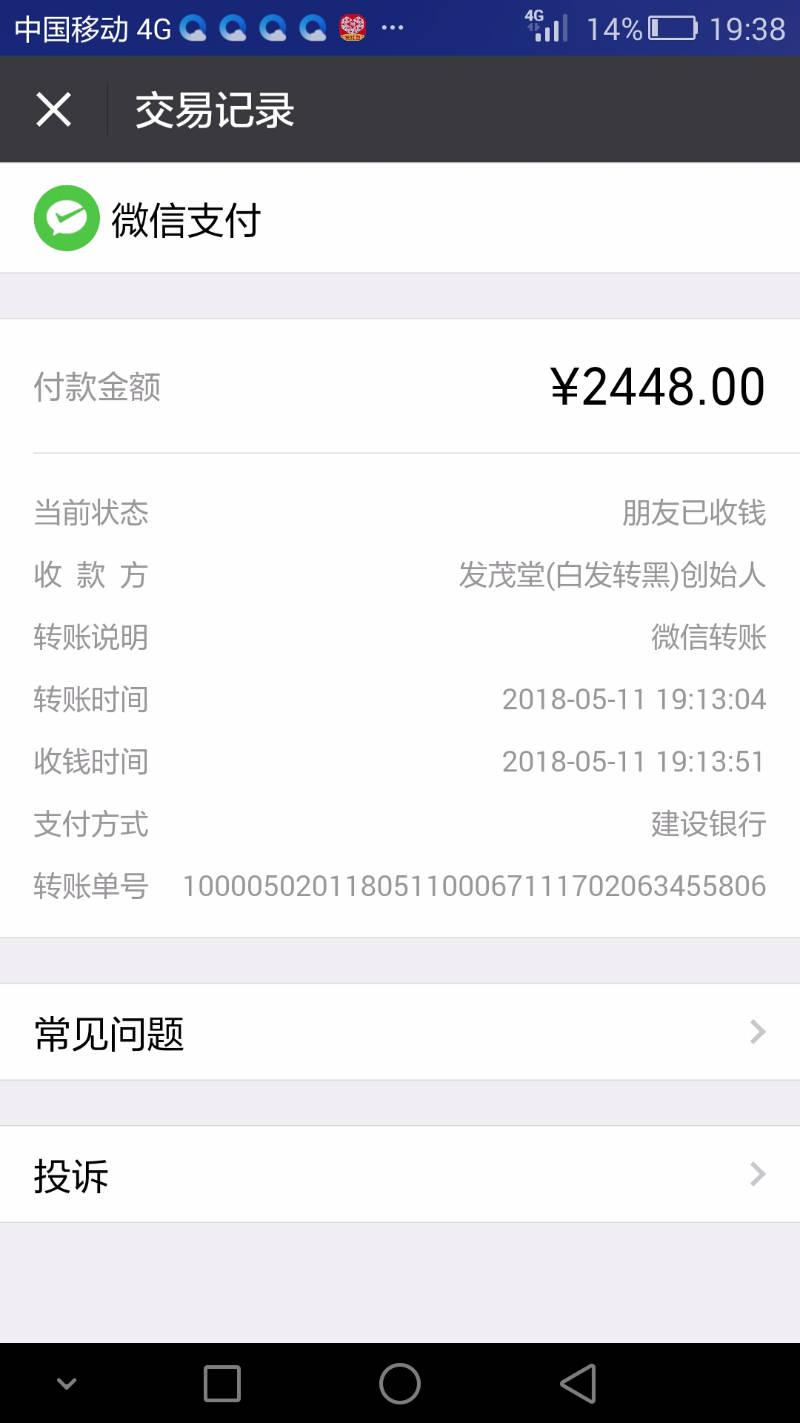 中国移动 4G 4G 14% 19:38
交易记录
微信支付
付款金额 ¥2448.00
当前状态 朋友已收钱
收款方 发茂堂(白发转黑)创始人
转账说明 微信转账
转账时间 2018-05-11 19:13:04
收钱时间 2018-05-11 19:13:51
支付方式 建设银行
转账单号 100005020118051100067111702063455806
常见问题
投诉